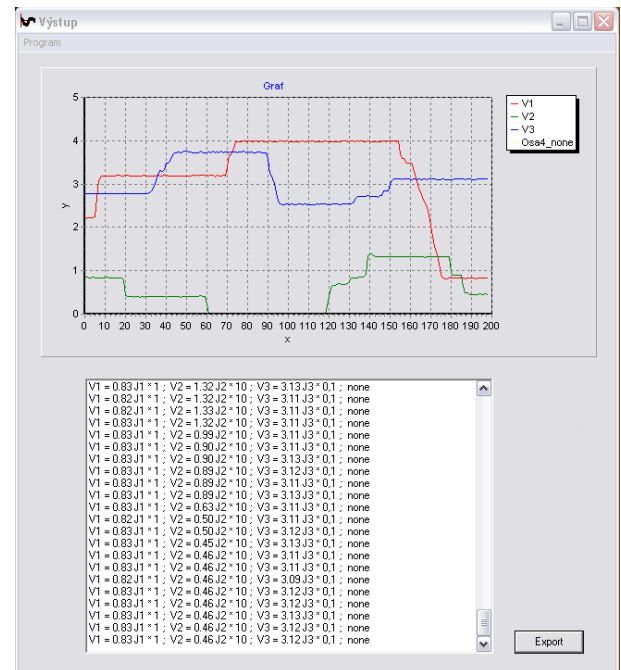 Výstup
Program
Graf
5
4
3
2
1
0
y
0 10 20 30 40 50 60 70 80 90 100 110 120 130 140 150 160 170 180 190 200
x
V1
V2
V3
Osa4_none
V1 = 0.83 J1 * 1 ; V2 = 1.32 J2 * 10 ; V3 = 3.13 J3 * 0,1 ; none
V1 = 0.82 J1 * 1 ; V2 = 1.32 J2 * 10 ; V3 = 3.11 J3 * 0,1 ; none
V1 = 0.82 J1 * 1 ; V2 = 1.33 J2 * 10 ; V3 = 3.11 J3 * 0,1 ; none
V1 = 0.83 J1 * 1 ; V2 = 1.32 J2 * 10 ; V3 = 3.11 J3 * 0,1 ; none
V1 = 0.83 J1 * 1 ; V2 = 0.99 J2 * 10 ; V3 = 3.11 J3 * 0,1 ; none
V1 = 0.83 J1 * 1 ; V2 = 0.90 J2 * 10 ; V3 = 3.11 J3 * 0,1 ; none
V1 = 0.83 J1 * 1 ; V2 = 0.90 J2 * 10 ; V3 = 3.13 J3 * 0,1 ; none
V1 = 0.83 J1 * 1 ; V2 = 0.89 J2 * 10 ; V3 = 3.12 J3 * 0,1 ; none
V1 = 0.83 J1 * 1 ; V2 = 0.89 J2 * 10 ; V3 = 3.11 J3 * 0,1 ; none
V1 = 0.83 J1 * 1 ; V2 = 0.89 J2 * 10 ; V3 = 3.13 J3 * 0,1 ; none
V1 = 0.83 J1 * 1 ; V2 = 0.63 J2 * 10 ; V3 = 3.11 J3 * 0,1 ; none
V1 = 0.82 J1 * 1 ; V2 = 0.50 J2 * 10 ; V3 = 3.11 J3 * 0,1 ; none
V1 = 0.83 J1 * 1 ; V2 = 0.50 J2 * 10 ; V3 = 3.12 J3 * 0,1 ; none
V1 = 0.83 J1 * 1 ; V2 = 0.45 J2 * 10 ; V3 = 3.13 J3 * 0,1 ; none
V1 = 0.83 J1 * 1 ; V2 = 0.46 J2 * 10 ; V3 = 3.11 J3 * 0,1 ; none
V1 = 0.82 J1 * 1 ; V2 = 0.46 J2 * 10 ; V3 = 3.09 J3 * 0,1 ; none
V1 = 0.83 J1 * 1 ; V2 = 0.46 J2 * 10 ; V3 = 3.12 J3 * 0,1 ; none
V1 = 0.83 J1 * 1 ; V2 = 0.46 J2 * 10 ; V3 = 3.12 J3 * 0,1 ; none
V1 = 0.83 J1 * 1 ; V2 = 0.46 J2 * 10 ; V3 = 3.13 J3 * 0,1 ; none
V1 = 0.83 J1 * 1 ; V2 = 0.46 J2 * 10 ; V3 = 3.12 J3 * 0,1 ; none
V1 = 0.83 J1 * 1 ; V2 = 0.46 J2 * 10 ; V3 = 3.12 J3 * 0,1 ; none
Export